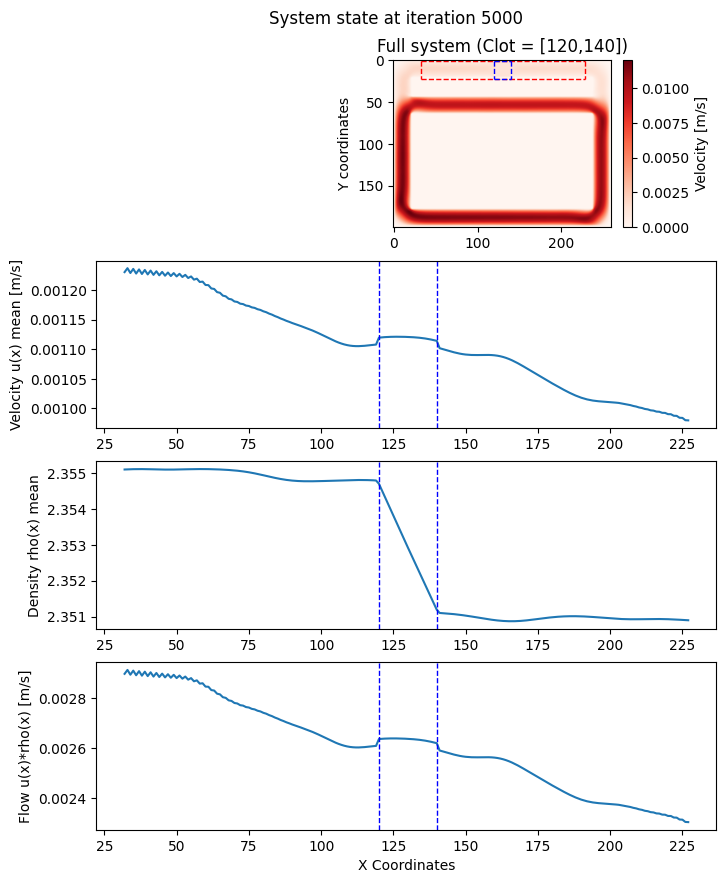 System state at iteration 5000
Full system (Clot = [120,140])
0
50
100
150
Y coordinates
0 100 200
0.0100
0.0075
0.0050
0.0025
0.0000
Velocity [m/s]
Velocity u(x) mean [m/s]
0.00120
0.00115
0.00110
0.00105
0.00100
25 50 75 100 125 150 175 200 225
Density rho(x) mean
2.355
2.354
2.353
2.352
2.351
25 50 75 100 125 150 175 200 225
Flow u(x)*rho(x) [m/s]
0.0028
0.0026
0.0024
25 50 75 100 125 150 175 200 225
X Coordinates